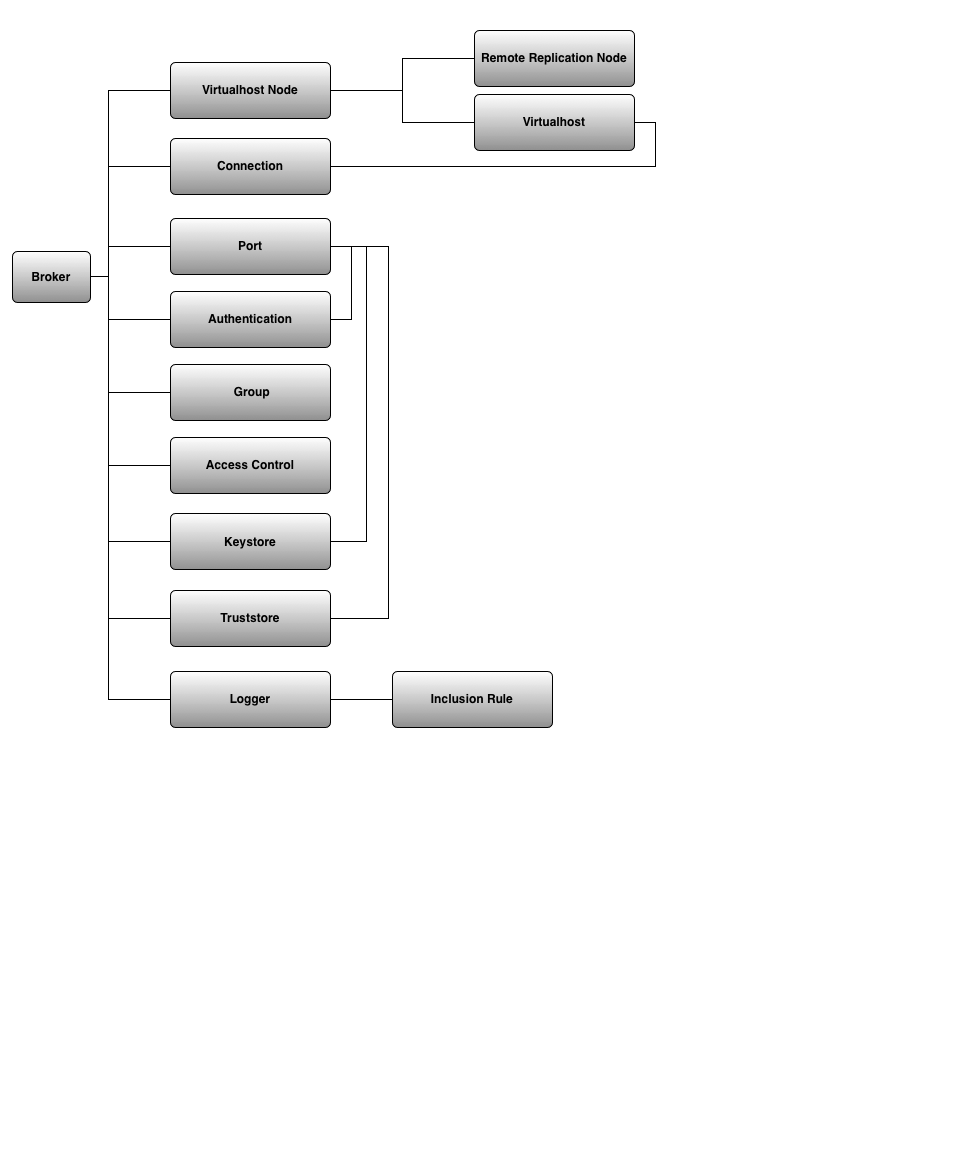 Remote Replication Node
Virtualhost Node
Virtualhost
Connection
Port
Broker
Authentication
Group
Access Control
Keystore
Truststore
Logger
Inclusion Rule